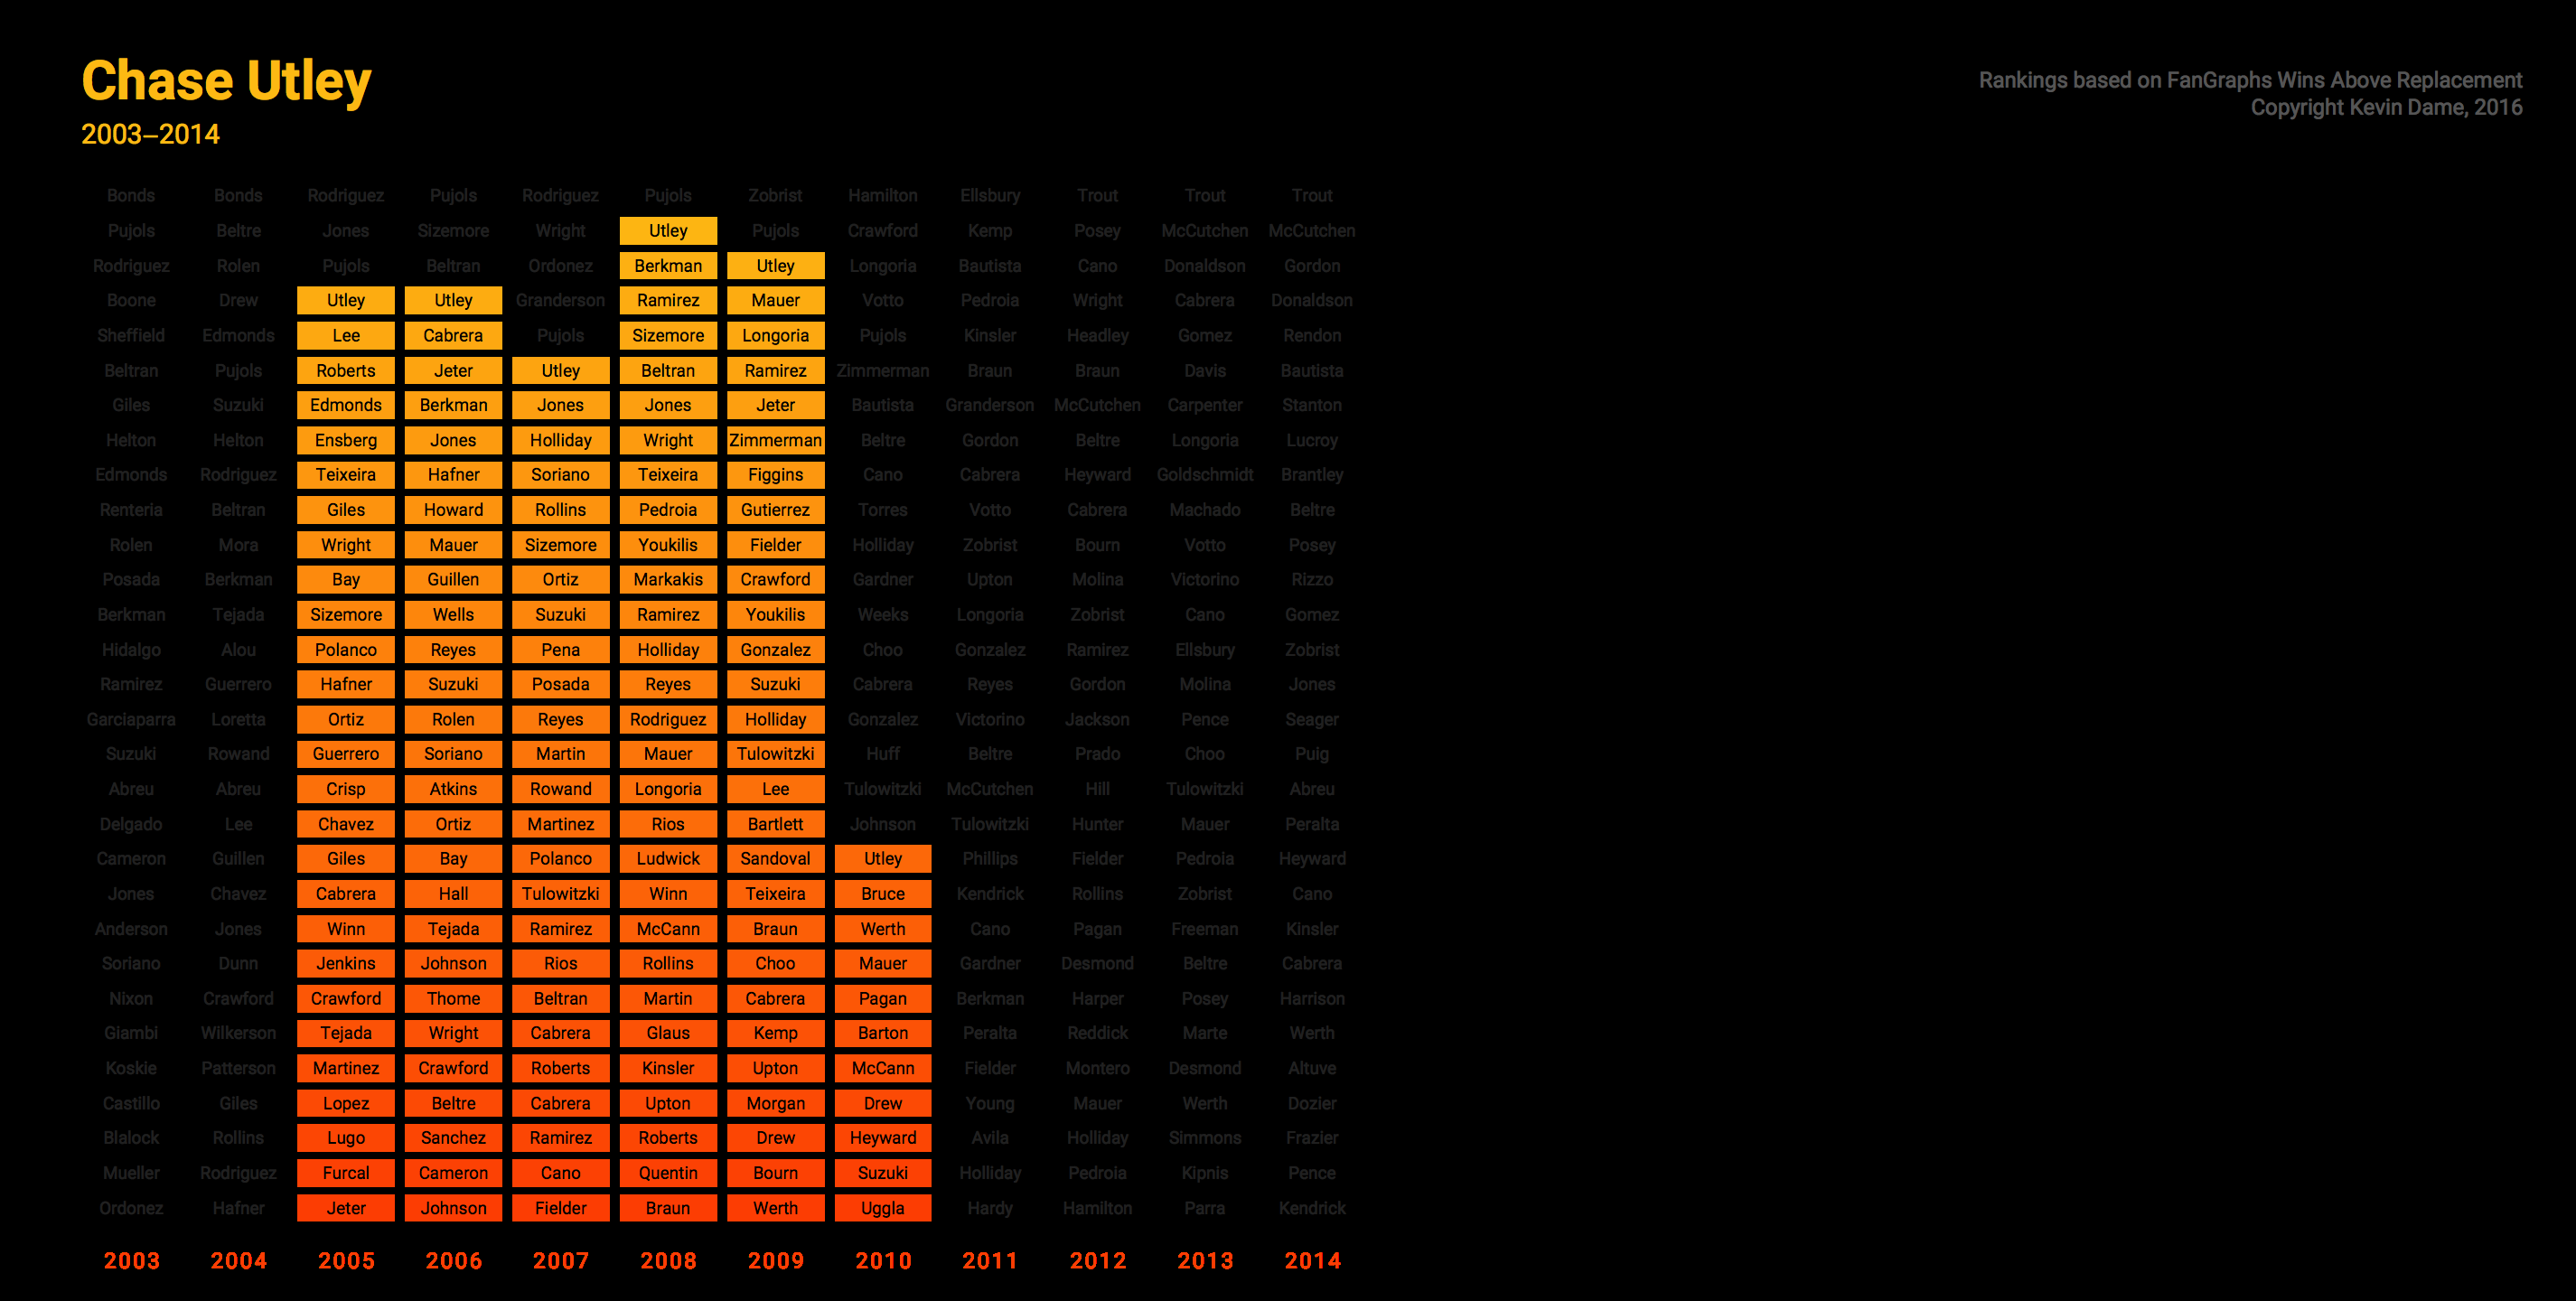 Chase Utley
2003–2014
Rankings based on FanGraphs Wins Above Replacement
Copyright Kevin Dame, 2016
Bonds Bonds Rodriguez Pujols Rodriguez Pujols Zobrist Hamilton Ellsbury Trout Trout Trout
Pujols Beltre Jones Sizemore Wright Utley Pujols Crawford Kemp Posey McCutchen McCutchen
Rodriguez Rolen Pujols Beltran Ordonez Berkman Utley Longoria Bautista Cano Donaldson Gordon
Boone Drew Utley Utley Granderson Ramirez Mauer Votto Pedroia Wright Cabrera Donaldson
Sheffield Edmonds Lee Cabrera Pujols Sizemore Longoria Pujols Kinsler Headley Gomez Rendon
Beltran Pujols Roberts Jeter Utley Beltran Ramirez Zimmerman Braun Braun Davis Bautista
Giles Suzuki Edmonds Berkman Jones Jones Jeter Bautista Granderson McCutchen Carpenter Stanton
Helton Helton Ensberg Jones Holliday Wright Zimmerman Beltre Gordon Beltre Longoria Lucroy
Edmonds Rodriguez Teixeira Hafner Soriano Teixeira Figgins Cano Cabrera Heyward Goldschmidt Brantley
Renteria Beltran Giles Howard Rollins Pedroia Gutierrez Torres Votto Cabrera Machado Beltre
Rolen Mora Wright Mauer Sizemore Youkilis Fielder Holliday Zobrist Bourn Votto Posey
Posada Berkman Bay Guillen Ortiz Markakis Crawford Gardner Upton Molina Victorino Rizzo
Berkman Tejada Sizemore Wells Suzuki Ramirez Youkilis Weeks Longoria Zobrist Cano Gomez
Hidalgo Alou Polanco Reyes Pena Holliday Gonzalez Choo Gonzalez Ramirez Ellsbury Zobrist
Ramirez Guerrero Hafner Suzuki Posada Reyes Suzuki Cabrera Reyes Gordon Molina Jones
Garciaparra Loretta Ortiz Rolen Reyes Rodriguez Holliday Gonzalez Victorino Jackson Pence Seager
Suzuki Rowand Guerrero Soriano Martin Mauer Tulowitzki Huff Beltre Prado Choo Puig
Abreu Abreu Crisp Atkins Rowand Longoria Lee Tulowitzki McCutchen Hill Tulowitzki Abreu
Delgado Lee Chavez Ortiz Martinez Rios Bartlett Johnson Tulowitzki Hunter Mauer Peralta
Cameron Guillen Giles Bay Polanco Ludwick Sandoval Utley Phillips Fielder Pedroia Heyward
Jones Chavez Cabrera Hall Tulowitzki Winn Teixeira Bruce Kendrick Rollins Zobrist Cano
Anderson Jones Winn Tejada Ramirez McCann Braun Werth Cano Pagan Freeman Kinsler
Soriano Dunn Jenkins Johnson Rios Rollins Choo Mauer Gardner Desmond Beltre Cabrera
Nixon Crawford Crawford Thome Beltran Martin Cabrera Pagan Berkman Harper Posey Harrison
Giambi Wilkerson Tejada Wright Cabrera Glaus Kemp Barton Peralta Reddick Marte Werth
Koskie Patterson Martinez Crawford Roberts Kinsler Upton McCann Fielder Montero Desmond Altuve
Castillo Giles Lopez Beltre Cabrera Upton Morgan Drew Young Mauer Werth Dozier
Blalock Rollins Lugo Sanchez Ramirez Roberts Drew Heyward Avila Holliday Simmons Frazier
Mueller Rodriguez Furcal Cameron Cano Quentin Bourn Suzuki Holliday Pedroia Kipnis Pence
Ordonez Hafner Jeter Johnson Fielder Braun Werth Uggla Hardy Hamilton Parra Kendrick
2003 2004 2005 2006 2007 2008 2009 2010 2011 2012 2013 2014